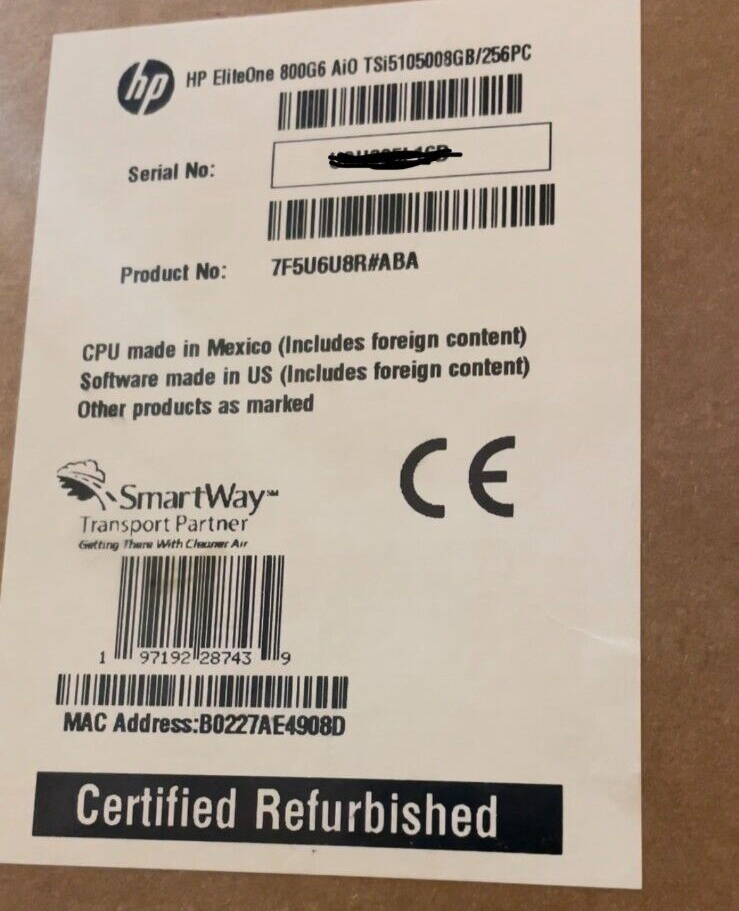 hp
HP EliteOne 800G6 AiO TSi5105008GB/256PC
Serial No:
Product No: 7F5U6U8R#ABA
CPU made in Mexico (Includes foreign content)
Software made in US (Includes foreign content)
Other products as marked
CE
SmartWay℠
Transport Partner
Getting There With Cleaner Air
1 97192 28743 9
MAC Address:B0227AE4908D
Certified Refurbished